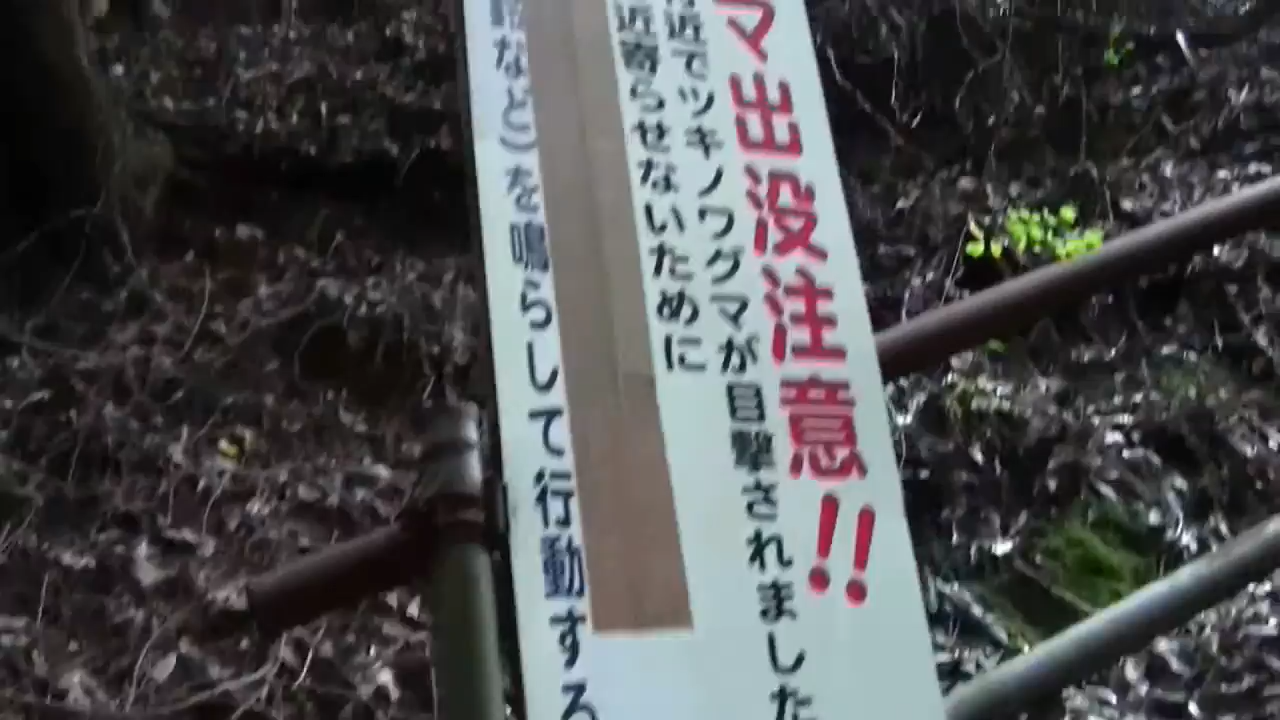 マ出没注意!!
近でツキノワグマが目撃されました
近寄らせないために
など)を鳴らして行動する